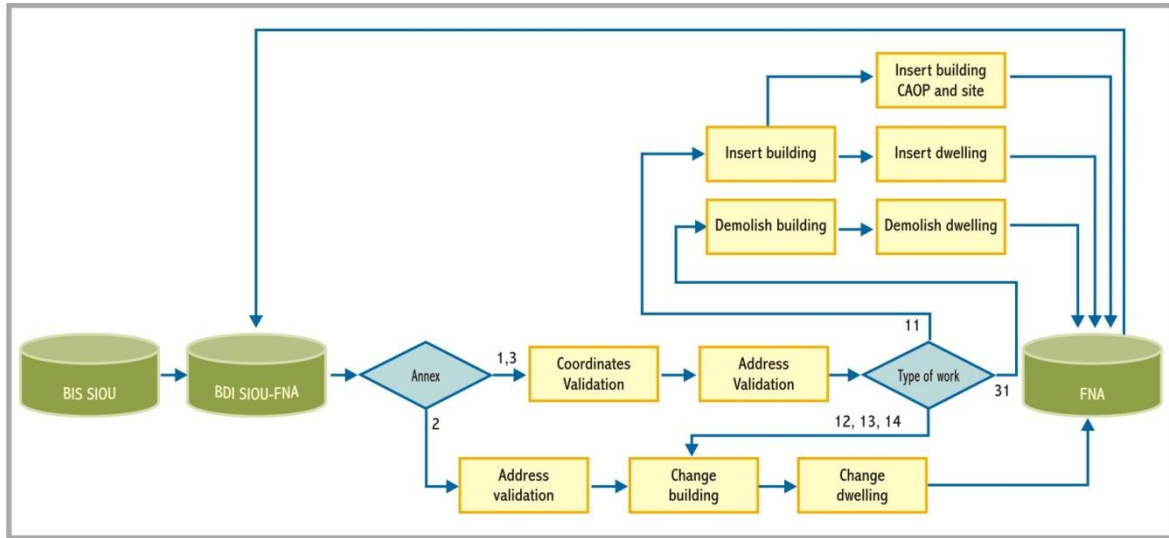 Insert building
CAOP and site
Insert building
Insert dwelling
Demolish building
Demolish dwelling
11
1,3
Annex
Coordinates
Validation
Address
Validation
Type of work
31
BIS SIOU
BDI SIOU-FNA
FNA
2
12, 13, 14
Address
validation
Change
building
Change
dwelling